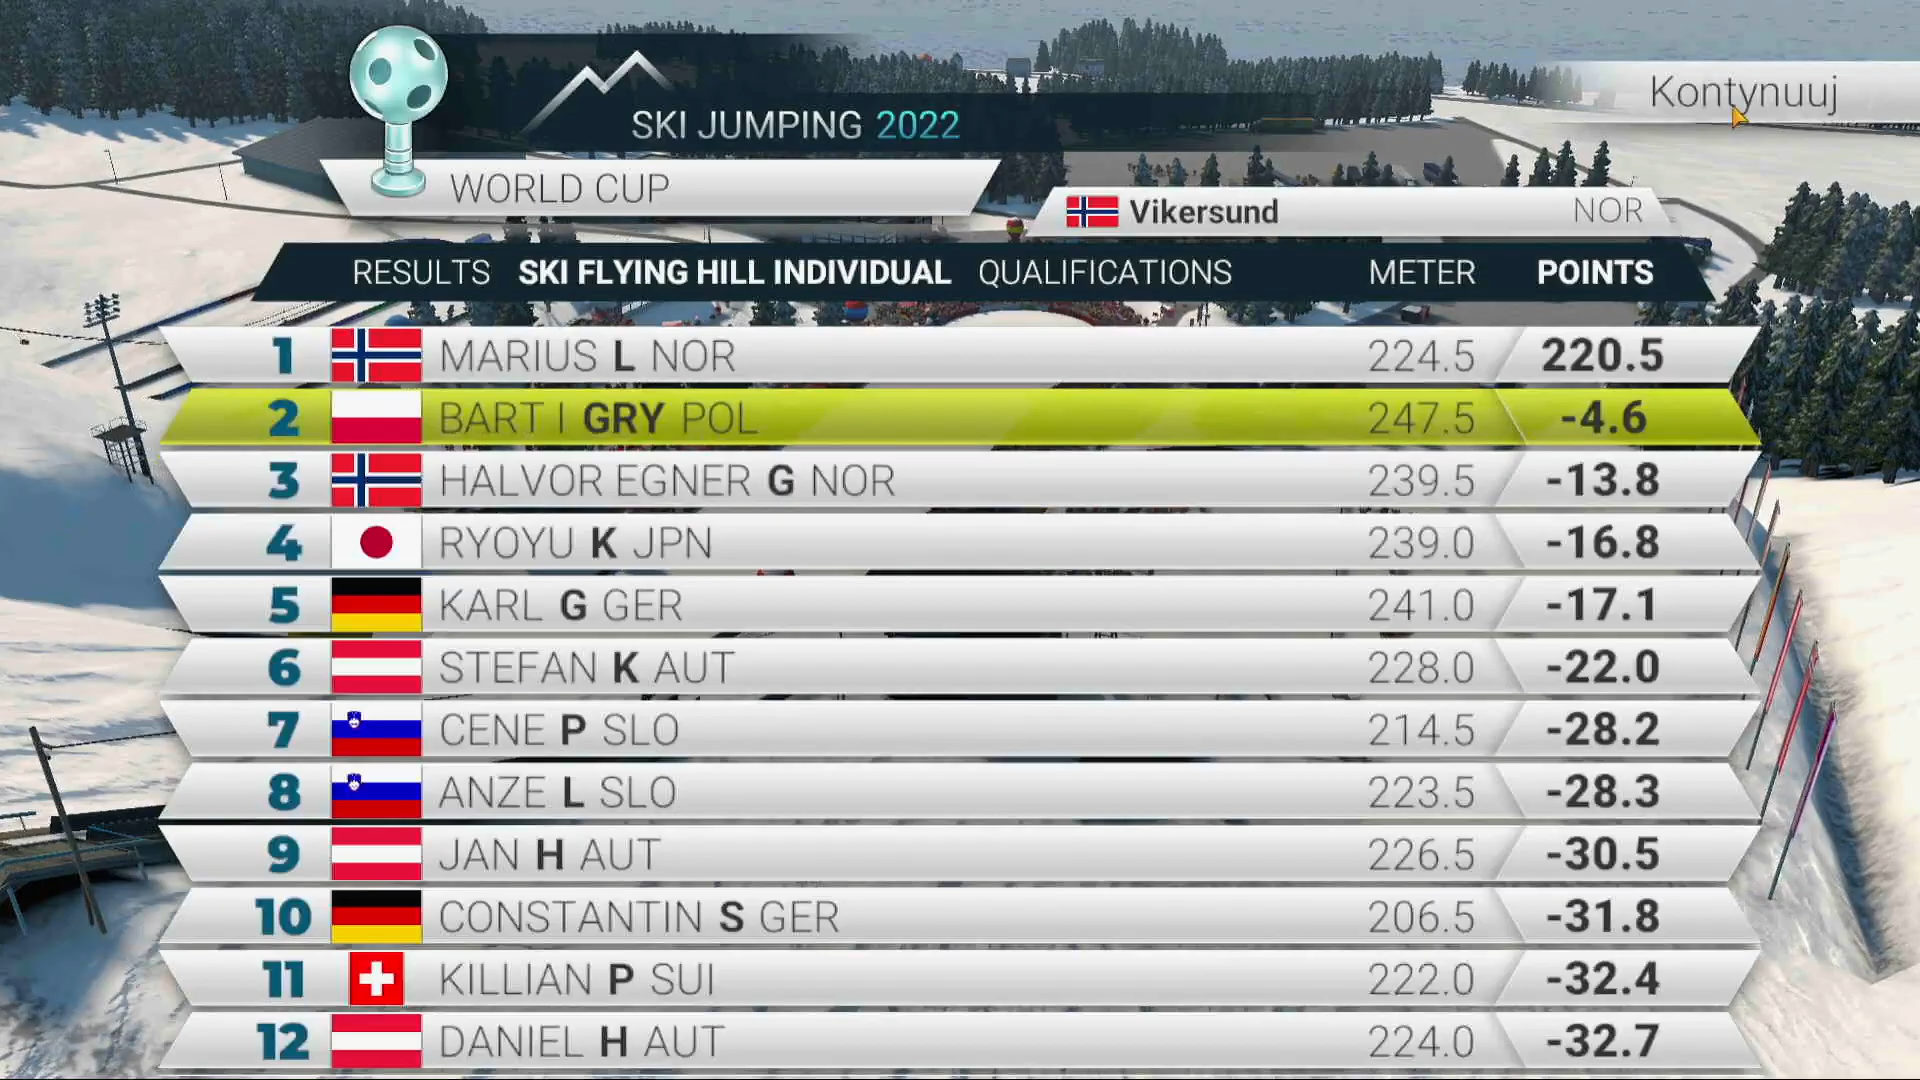 SKI JUMPING 2022
Kontynuuj
WORLD CUP
Vikersund NOR
RESULTS SKI FLYING HILL INDIVIDUAL QUALIFICATIONS METER POINTS
1 MARIUS L NOR 224.5 220.5
2 BART I GRY POL 247.5 -4.6
3 HALVOR EGNER G NOR 239.5 -13.8
4 RYOYU K JPN 239.0 -16.8
5 KARL G GER 241.0 -17.1
6 STEFAN K AUT 228.0 -22.0
7 CENE P SLO 214.5 -28.2
8 ANZE L SLO 223.5 -28.3
9 JAN H AUT 226.5 -30.5
10 CONSTANTIN S GER 206.5 -31.8
11 KILLIAN P SUI 222.0 -32.4
12 DANIEL H AUT 224.0 -32.7